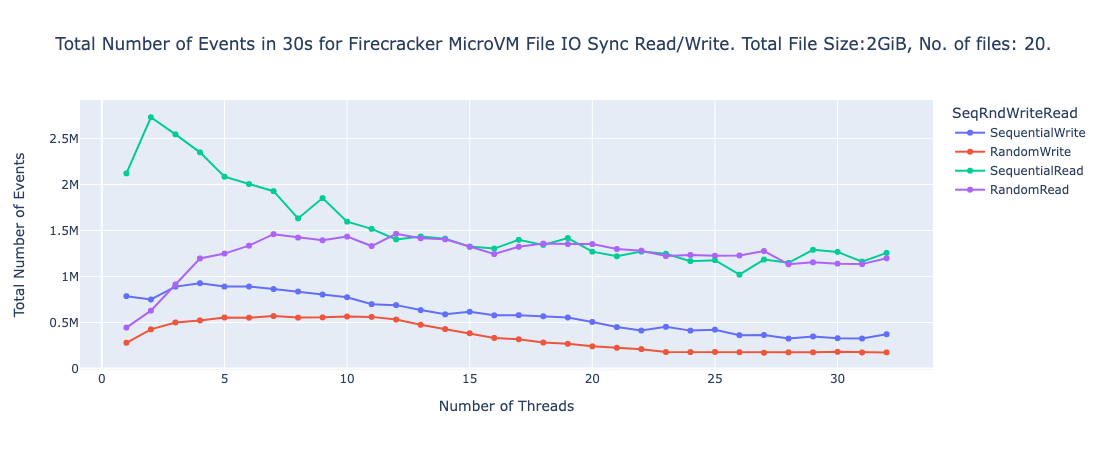 Total Number of Events in 30s for Firecracker MicroVM File IO Sync Read/Write. Total File Size:2GiB, No. of files: 20.
SeqRndWriteRead
SequentialWrite
RandomWrite
SequentialRead
RandomRead
Total Number of Events
2.5M
2M
1.5M
1M
0.5M
0
0 5 10 15 20 25 30
Number of Threads